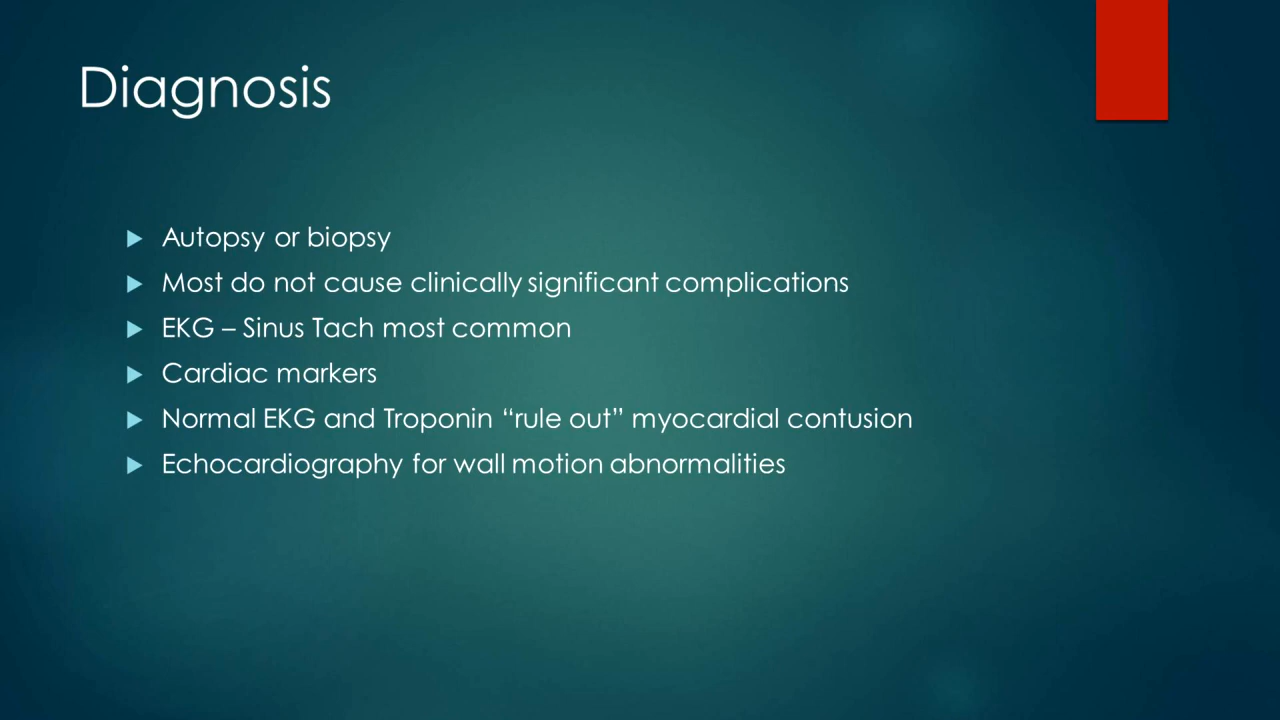 Diagnosis
Autopsy or biopsy
Most do not cause clinically significant complications
EKG – Sinus Tach most common
Cardiac markers
Normal EKG and Troponin “rule out” myocardial contusion
Echocardiography for wall motion abnormalities